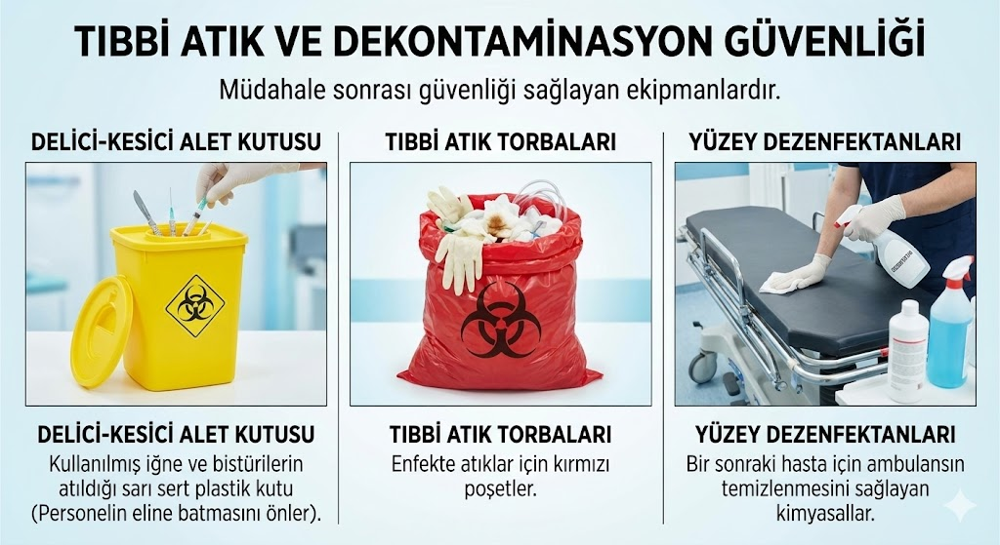 TIBBİ ATIK VE DEKONTAMİNASYON GÜVENLİĞİ
Müdahale sonrası güvenliği sağlayan ekipmanlardır.
DELİCİ-KESİCİ ALET KUTUSU
TIBBİ ATIK TORBALARI
YÜZEY DEZENFEKTANLARI
DELİCİ-KESİCİ ALET KUTUSU
Kullanılmış iğne ve bistürilerin
atıldığı sarı sert plastik kutu
(Personelin eline batmasını önler).
TIBBİ ATIK TORBALARI
Enfekte atıklar için kırmızı
poşetler.
YÜZEY DEZENFEKTANLARI
Bir sonraki hasta için ambulansın
temizlenmesini sağlayan
kimyasallar.